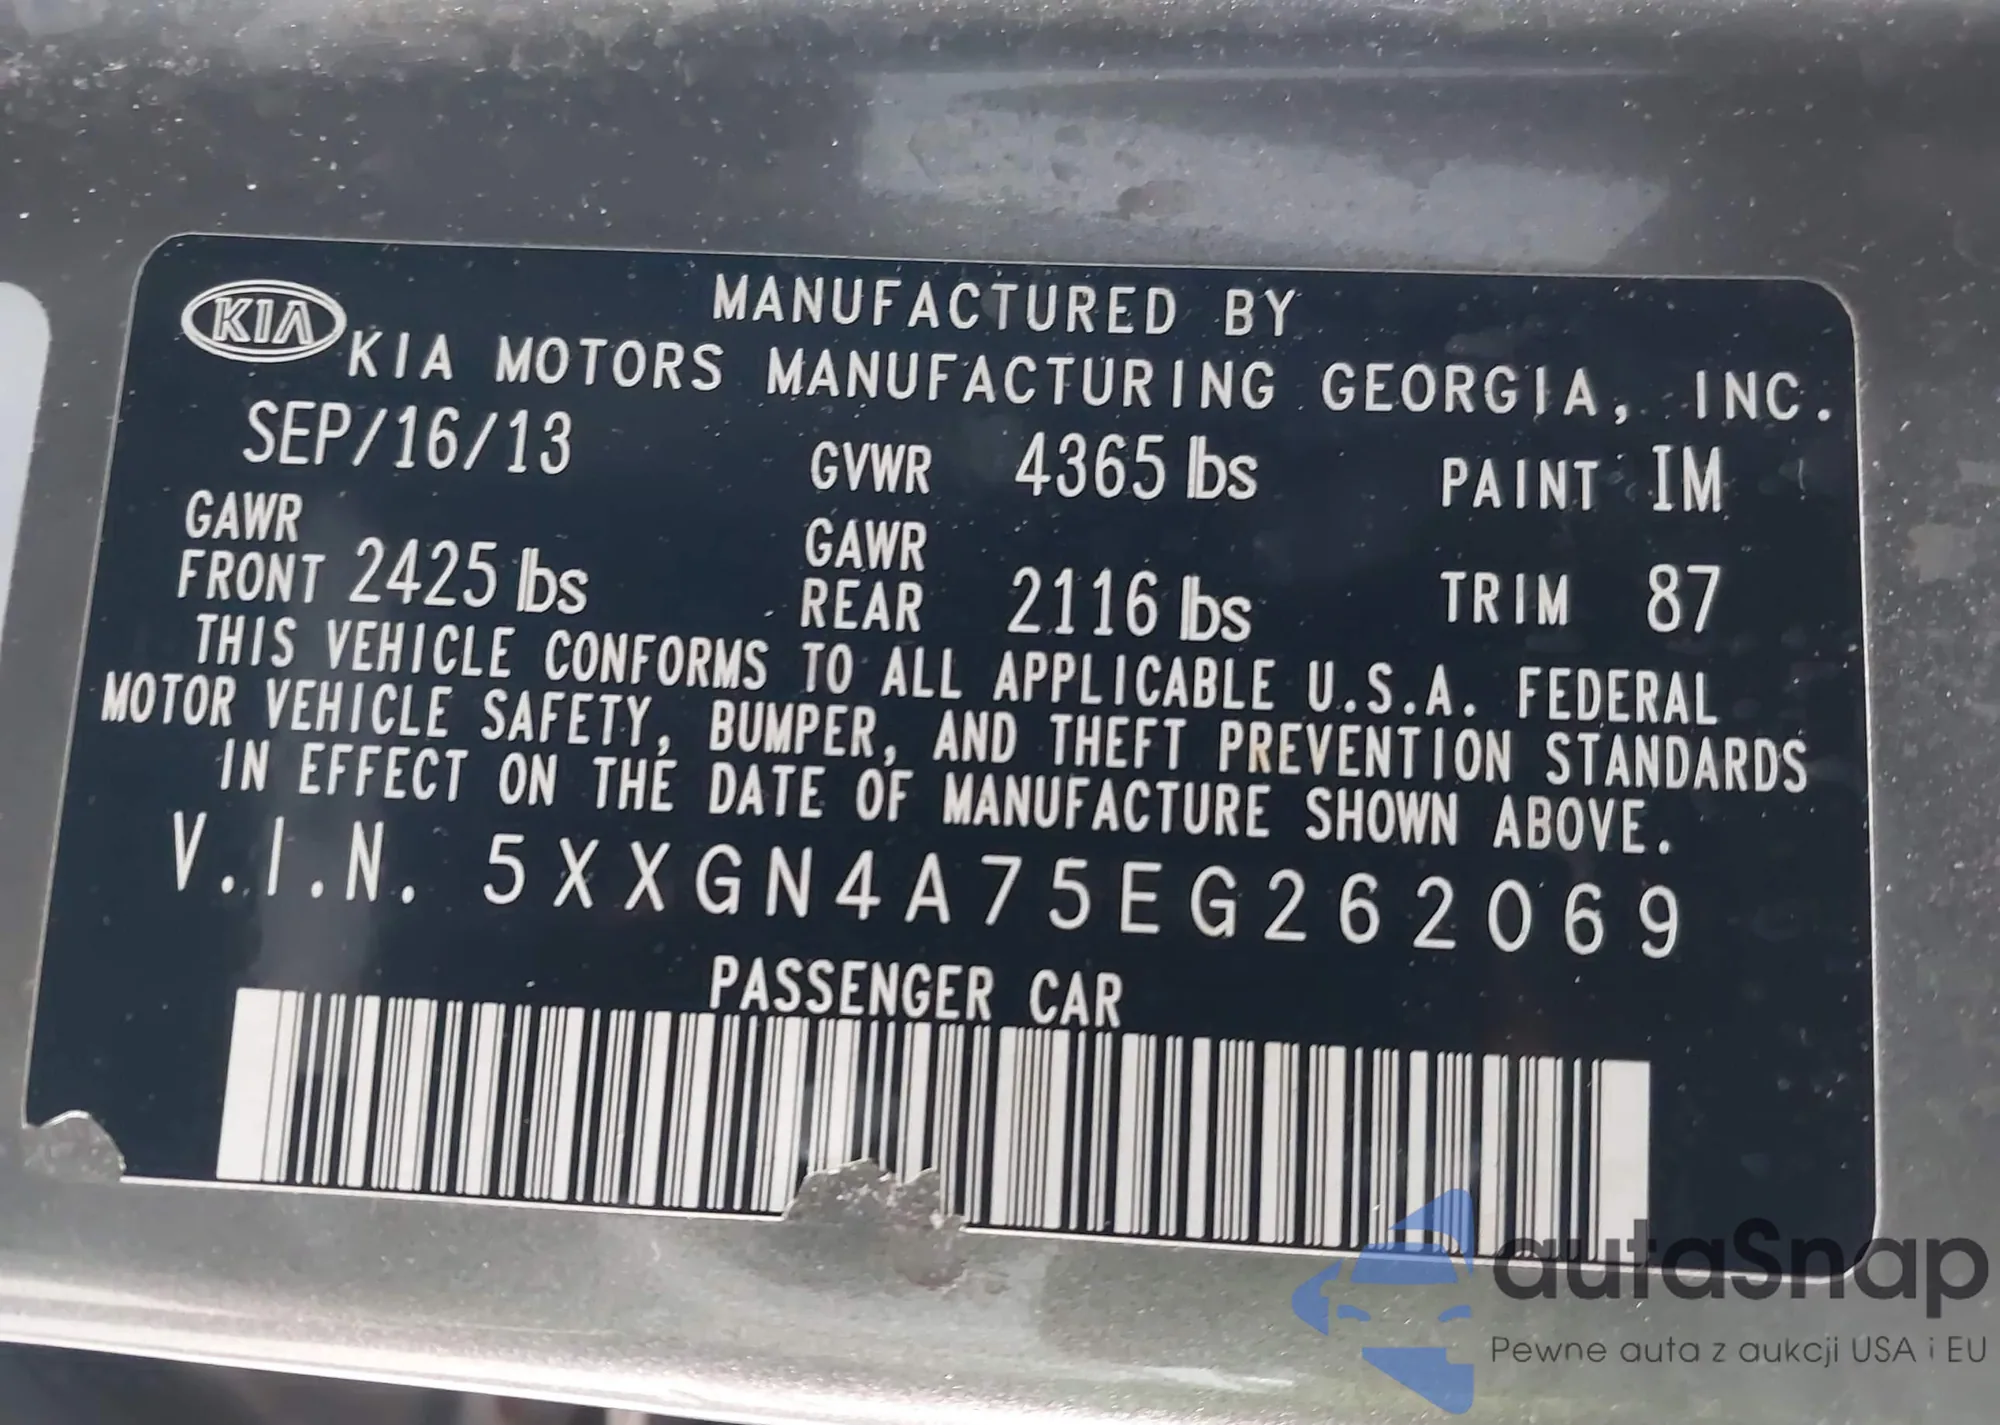 MANUFACTURED BY
KIA KIA MOTORS MANUFACTURING GEORGIA, INC.
SEP/16/13 GVWR 4365 lbs PAINT IM
GAWR FRONT 2425 lbs GAWR REAR 2116 lbs TRIM 87
THIS VEHICLE CONFORMS TO ALL APPLICABLE U.S.A. FEDERAL
MOTOR VEHICLE SAFETY, BUMPER, AND THEFT PREVENTION STANDARDS
IN EFFECT ON THE DATE OF MANUFACTURE SHOWN ABOVE.
V.I.N. 5XXGN4A75EG262069
PASSENGER CAR
autaSnap
Pewne auta z aukcji USA i EU